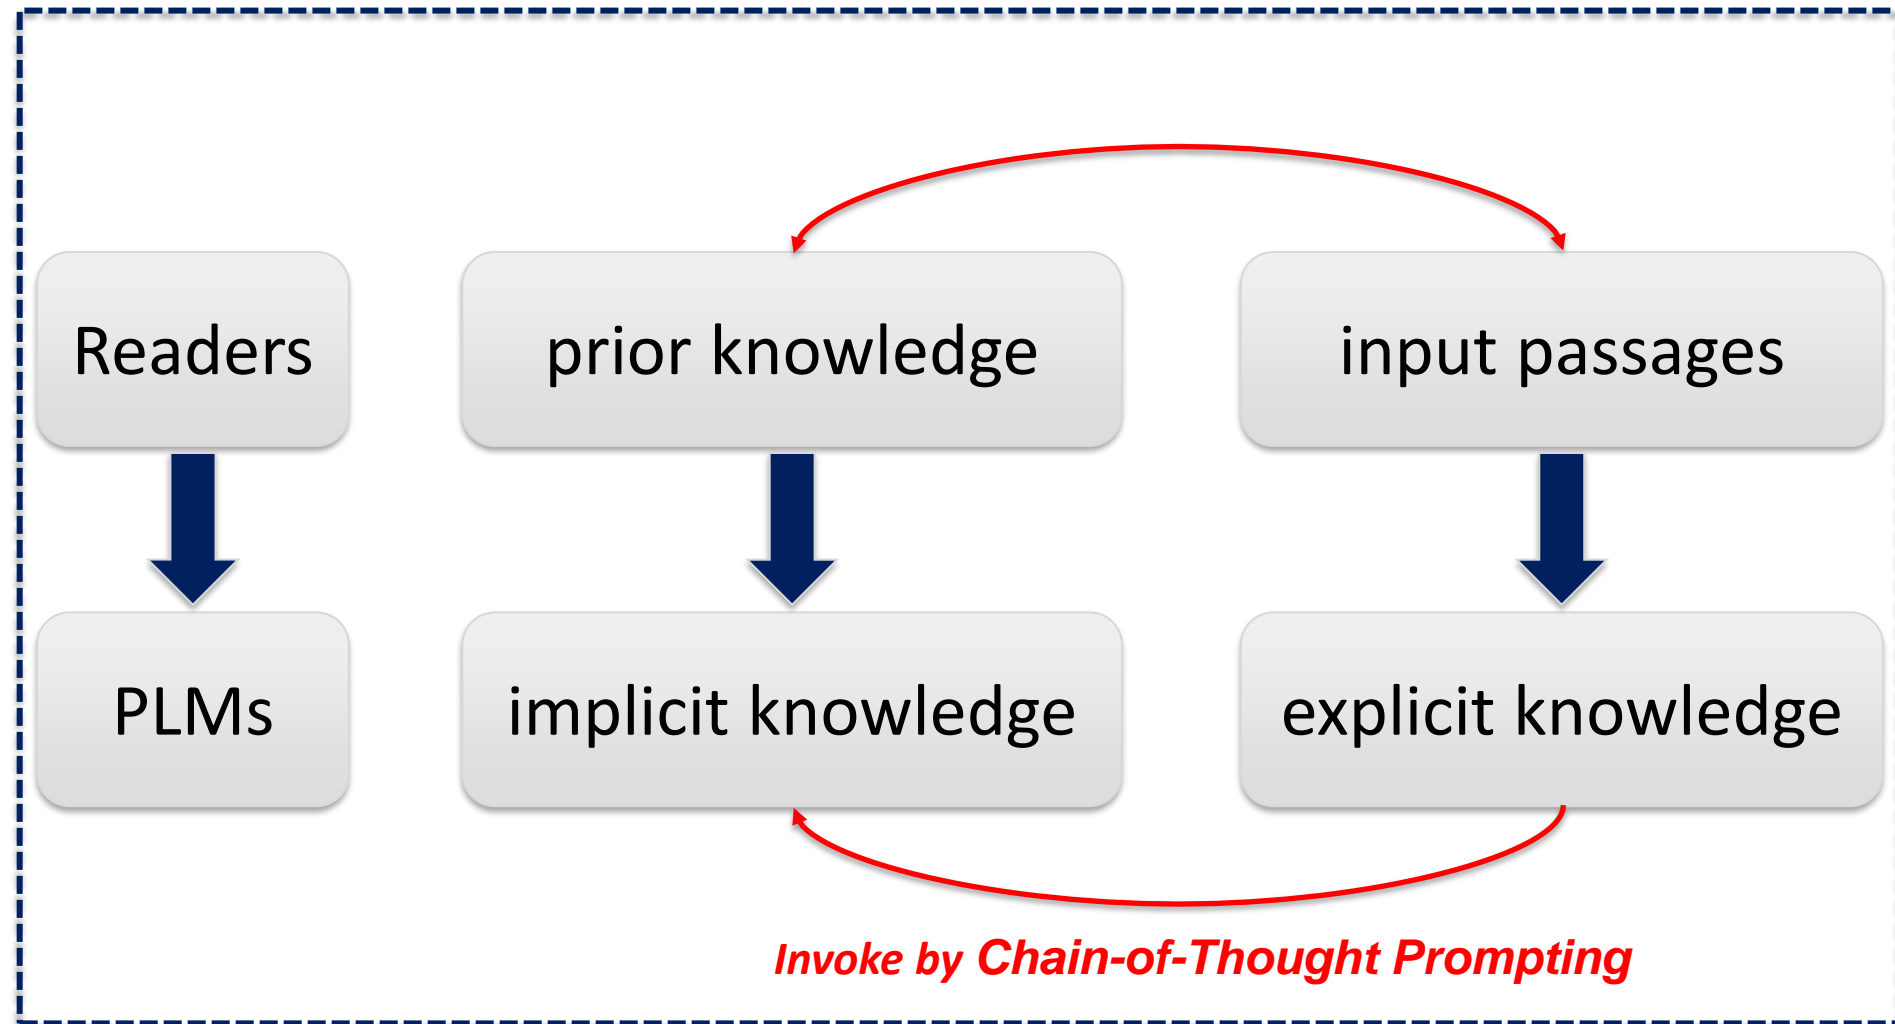 Readers
prior knowledge
input passages
PLMs
implicit knowledge
explicit knowledge
Invoke by Chain-of-Thought Prompting